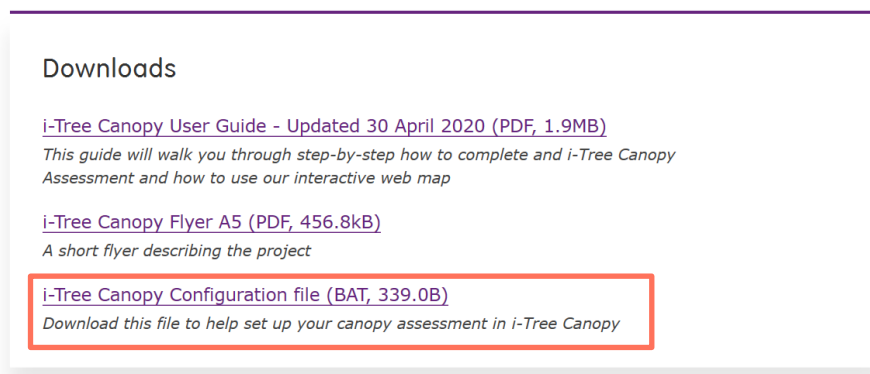 Downloads
i-Tree Canopy User Guide - Updated 30 April 2020 (PDF, 1.9MB)
This guide will walk you through step-by-step how to complete and i-Tree Canopy
Assessment and how to use our interactive web map
i-Tree Canopy Flyer A5 (PDF, 456.8kB)
A short flyer describing the project
i-Tree Canopy Configuration file (BAT, 339.0B)
Download this file to help set up your canopy assessment in i-Tree Canopy